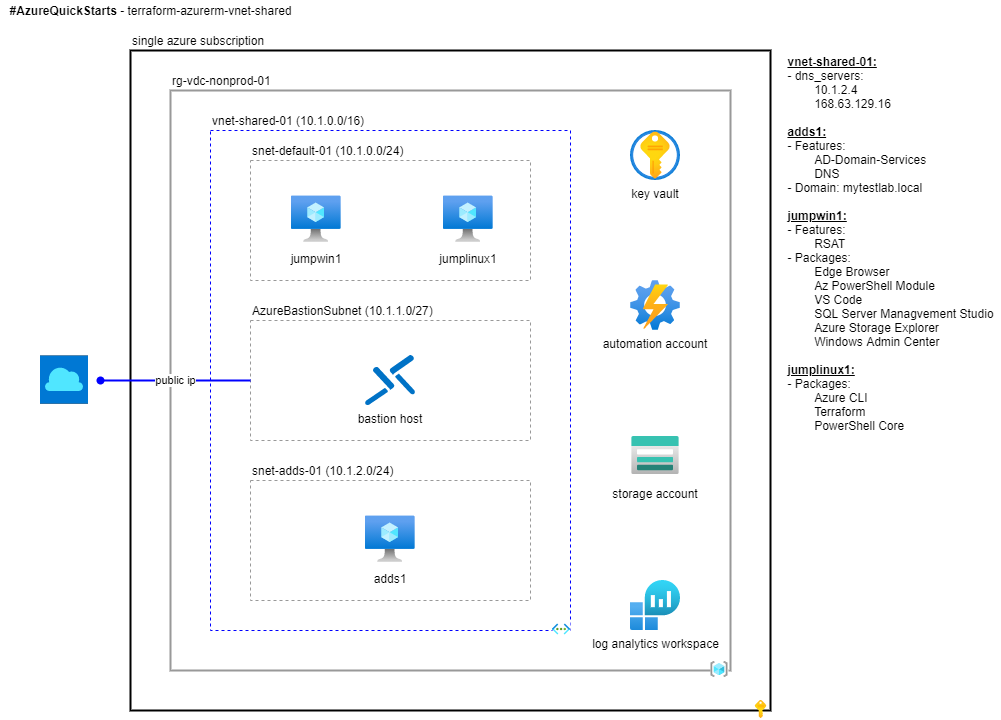 #AzureQuickStarts - terraform-azurerm-vnet-shared
single azure subscription
rg-vdc-nonprod-01
vnet-shared-01 (10.1.0.0/16)
snet-default-01 (10.1.0.0/24)
jumpwin1
jumplinux1
AzureBastionSubnet (10.1.1.0/27)
public ip
bastion host
snet-adds-01 (10.1.2.0/24)
adds1
key vault
automation account
storage account
log analytics workspace
vnet-shared-01:
- dns_servers:
10.1.2.4
168.63.129.16
adds1:
- Features:
AD-Domain-Services
DNS
- Domain: mytestlab.local
jumpwin1:
- Features:
RSAT
- Packages:
Edge Browser
Az PowerShell Module
VS Code
SQL Server Managvement Studio
Azure Storage Explorer
Windows Admin Center
jumplinux1:
- Packages:
Azure CLI
Terraform
PowerShell Core